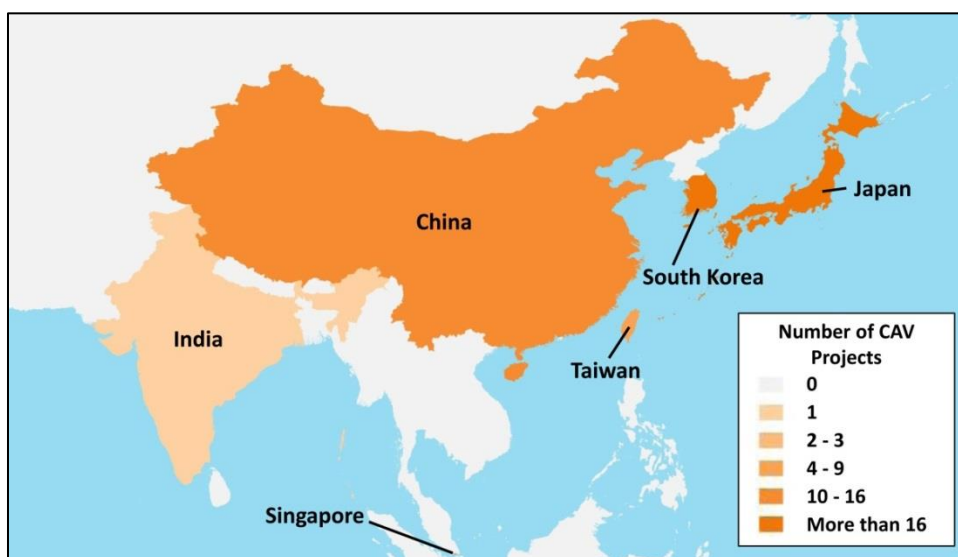 China
Japan
South Korea
India
Taiwan
Singapore
Number of CAV
Projects
0
1
2 - 3
4 - 9
10 - 16
More than 16